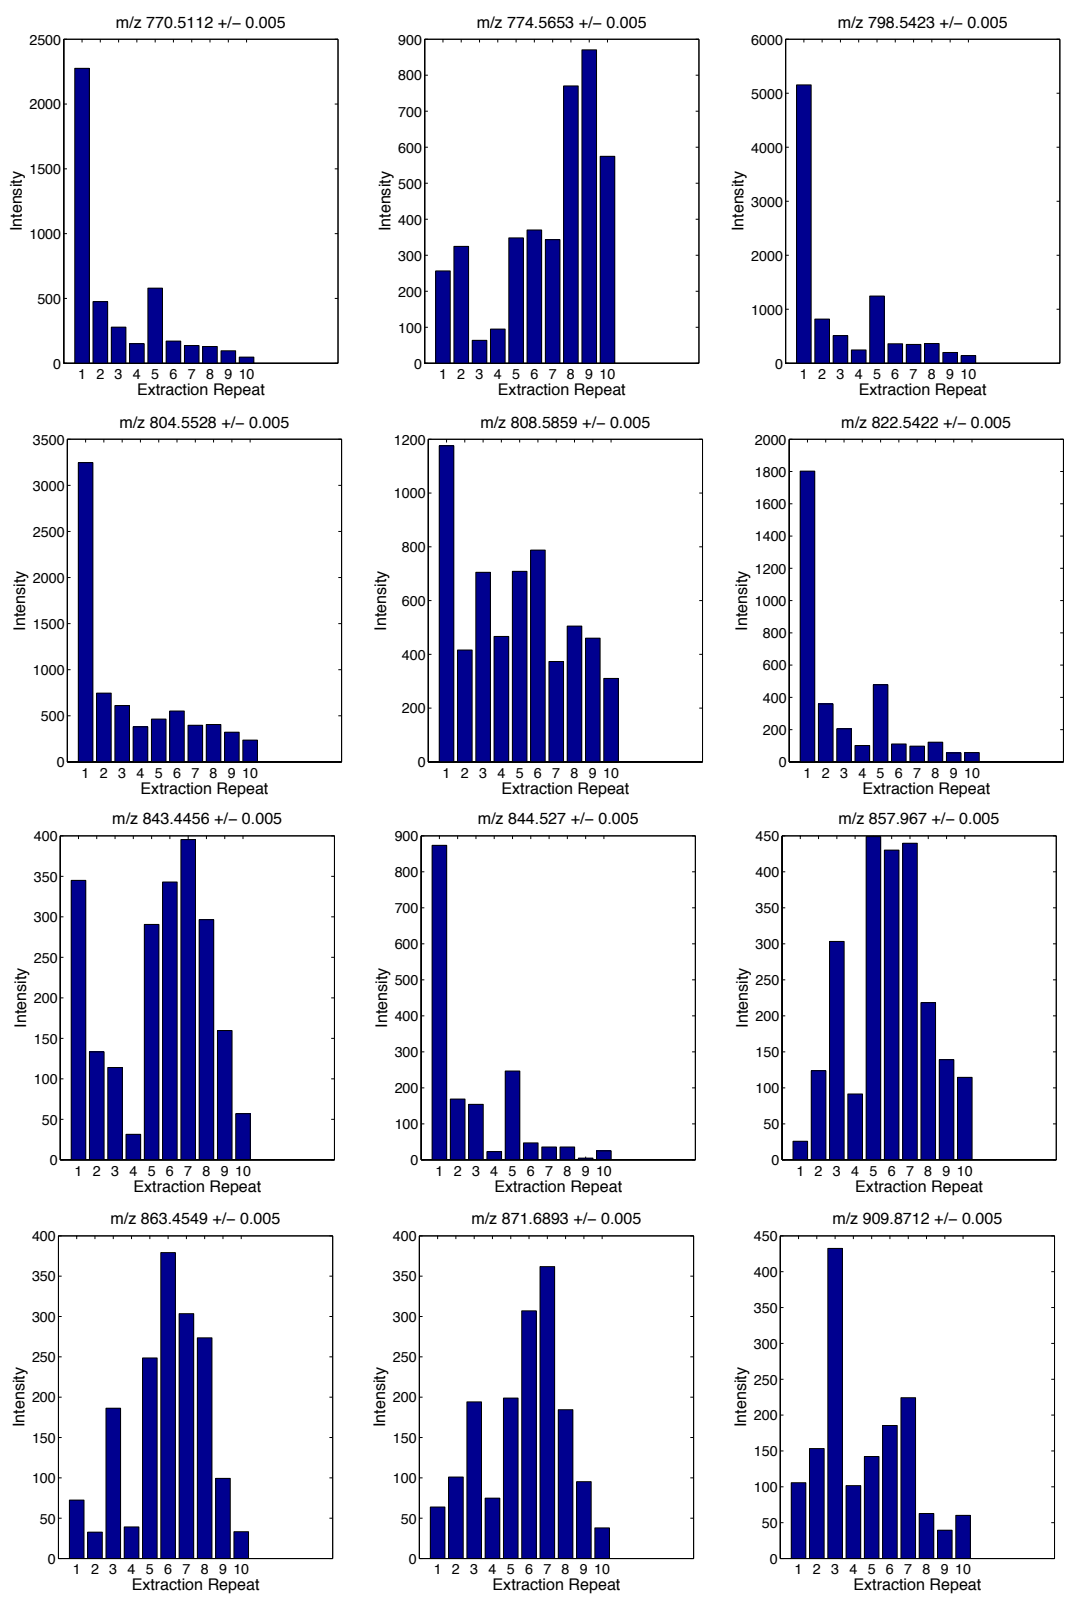 m/z 770.5112 +/− 0.005
2500
2000
1500
1000
500
0
Intensity
1 2 3 4 5 6 7 8 9 10
Extraction Repeat
m/z 774.5653 +/− 0.005
900
800
700
600
500
400
300
200
100
0
Intensity
1 2 3 4 5 6 7 8 9 10
Extraction Repeat
m/z 798.5423 +/− 0.005
6000
5000
4000
3000
2000
1000
0
Intensity
1 2 3 4 5 6 7 8 9 10
Extraction Repeat
m/z 804.5528 +/− 0.005
3500
3000
2500
2000
1500
1000
500
0
Intensity
1 2 3 4 5 6 7 8 9 10
Extraction Repeat
m/z 808.5859 +/− 0.005
1200
1000
800
600
400
200
0
Intensity
1 2 3 4 5 6 7 8 9 10
Extraction Repeat
m/z 822.5422 +/− 0.005
2000
1800
1600
1400
1200
1000
800
600
400
200
0
Intensity
1 2 3 4 5 6 7 8 9 10
Extraction Repeat
m/z 843.4456 +/− 0.005
400
350
300
250
200
150
100
50
0
Intensity
1 2 3 4 5 6 7 8 9 10
Extraction Repeat
m/z 844.527 +/− 0.005
900
800
700
600
500
400
300
200
100
0
Intensity
1 2 3 4 5 6 7 8 9 10
Extraction Repeat
m/z 857.967 +/− 0.005
450
400
350
300
250
200
150
100
50
0
Intensity
1 2 3 4 5 6 7 8 9 10
Extraction Repeat
m/z 863.4549 +/− 0.005
400
350
300
250
200
150
100
50
0
Intensity
1 2 3 4 5 6 7 8 9 10
Extraction Repeat
m/z 871.6893 +/− 0.005
400
350
300
250
200
150
100
50
0
Intensity
1 2 3 4 5 6 7 8 9 10
Extraction Repeat
m/z 909.8712 +/− 0.005
450
400
350
300
250
200
150
100
50
0
Intensity
1 2 3 4 5 6 7 8 9 10
Extraction Repeat